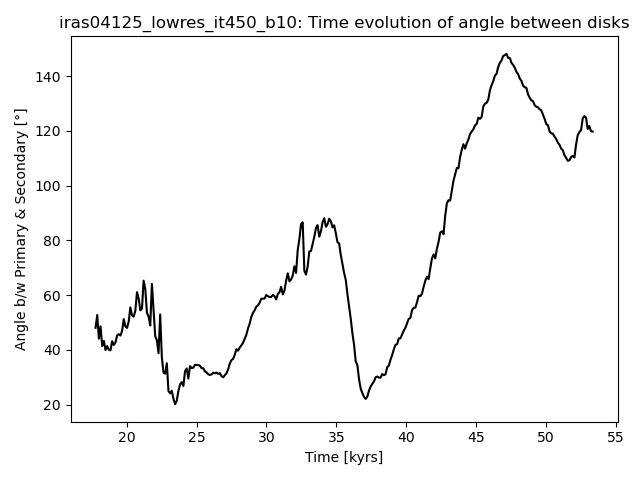 iras04125_lowres_it450_b10: Time evolution of angle between disks
Angle b/w Primary & Secondary [°]
140
120
100
80
60
40
20
20 25 30 35 40 45 50 55
Time [kyrs]